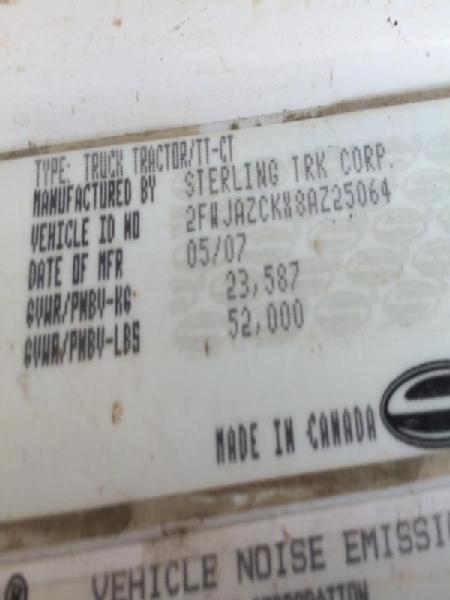 TYPE: TRUCK TRACTOR/TT-CT
MANUFACTURED BY STERLING TRK CORP.
VEHICLE ID NO 2FWJAZCKX8AZ25064
DATE OF MFR 05/07
GVWR/PNBV-KG 23,587
GVWR/PNBV-LBS 52,000
MADE IN CANADA
® VEHICLE NOISE EMISSI
CORPORATION